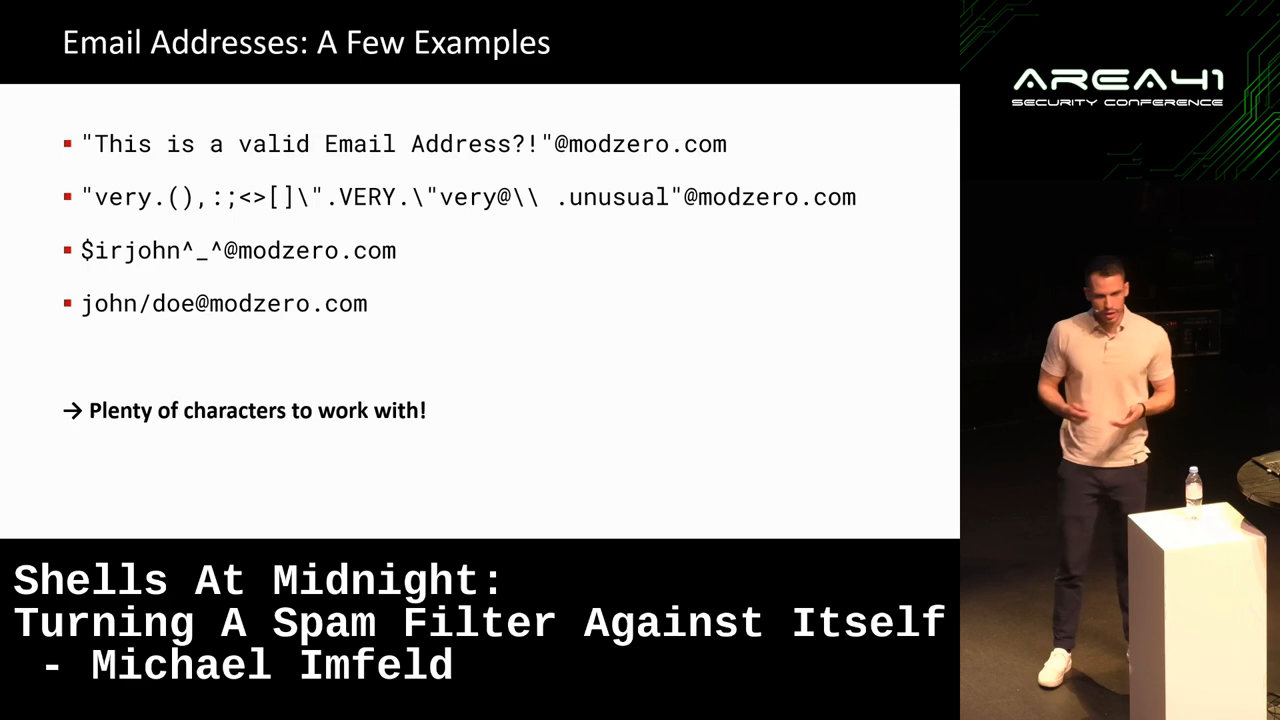 Email Addresses: A Few Examples
AREA41
SECURITY CONFERENCE
▪ "This is a valid Email Address?!"@modzero.com
▪ "very.(),:;<>[]\".VERY.\"very@\\ .unusual"@modzero.com
▪ $irjohn^_^@modzero.com
▪ john/doe@modzero.com
→ Plenty of characters to work with!
Shells At Midnight:
Turning A Spam Filter Against Itself
- Michael Imfeld